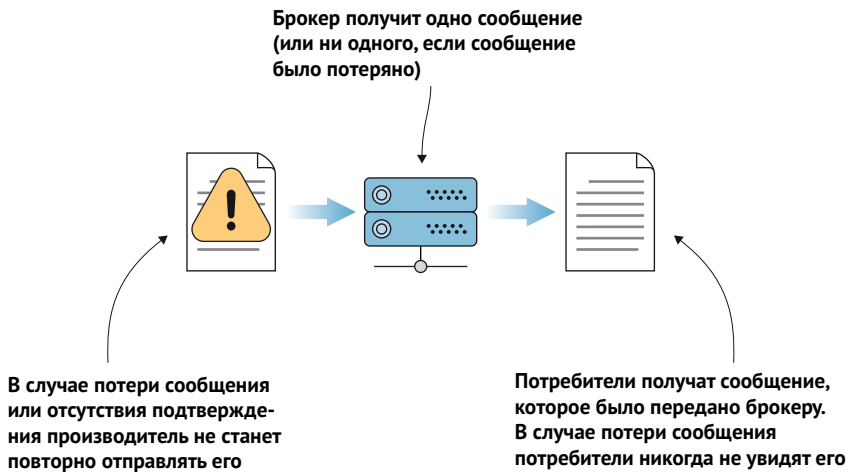 Брокер получит одно сообщение
(или ни одного, если сообщение
было потеряно)
В случае потери сообщения
или отсутствия подтвержде-
ния производитель не станет
повторно отправлять его
Потребители получат сообщение,
которое было передано брокеру.
В случае потери сообщения
потребители никогда не увидят его